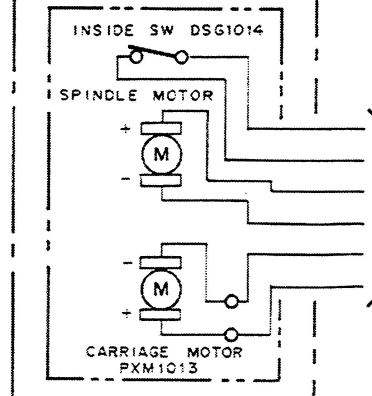 INSIDE SW DSG1014
SPINDLE MOTOR
+
M
-
-
M
+
CARRIAGE MOTOR
PXM1013